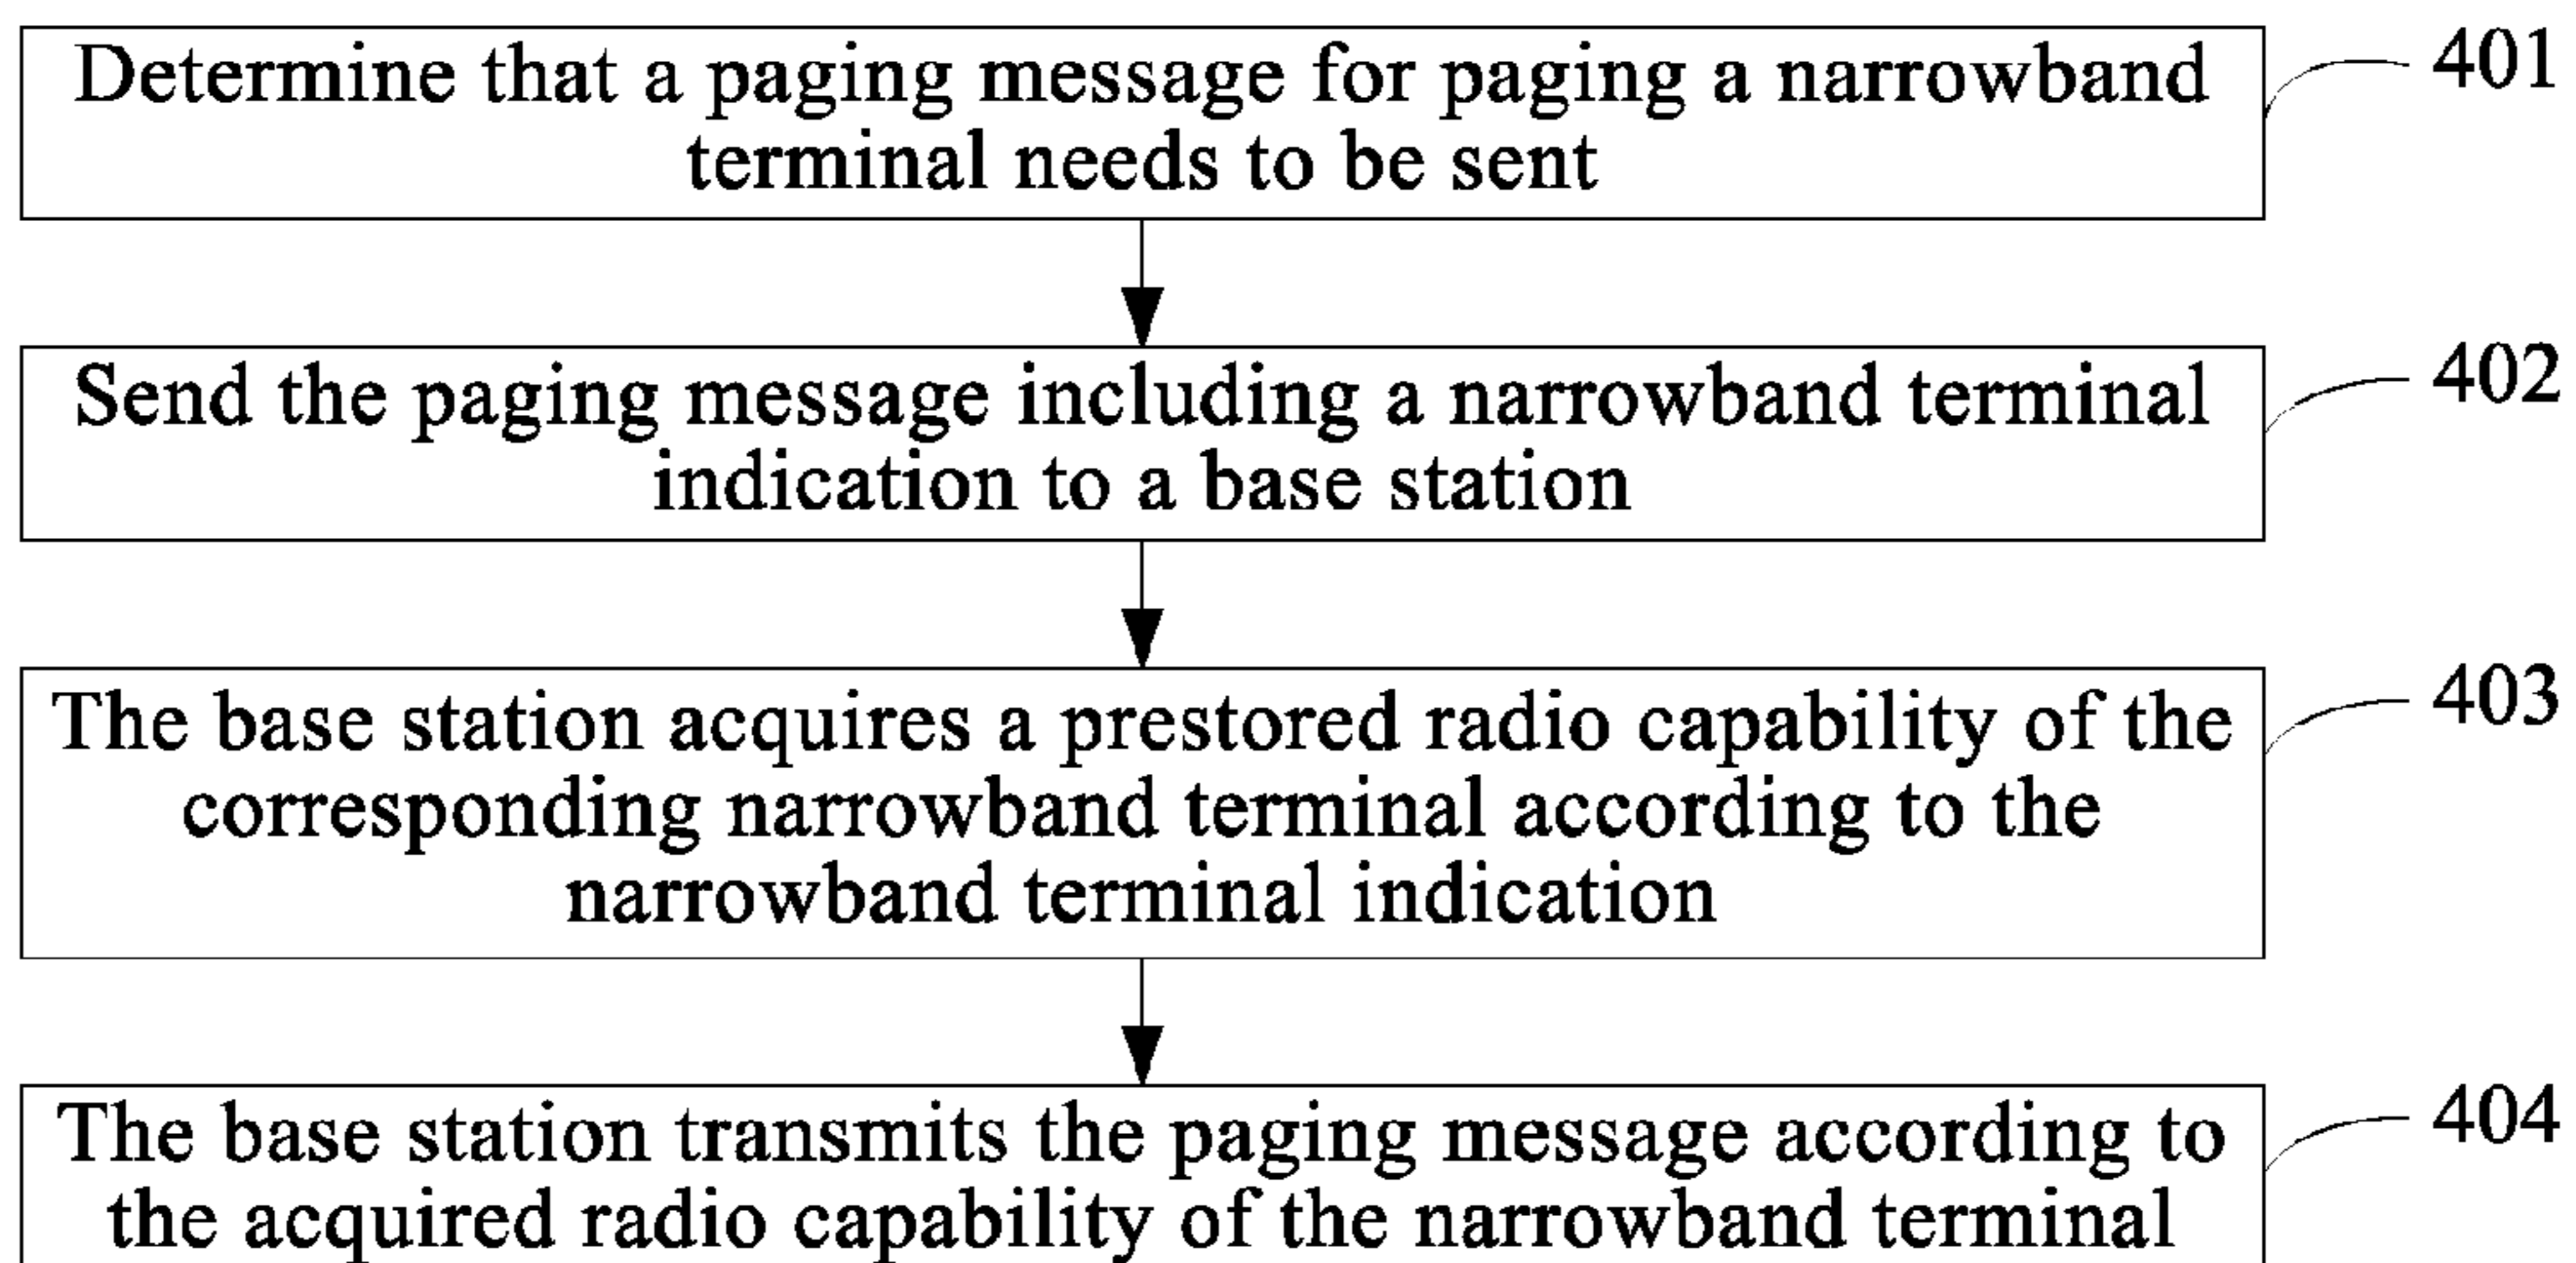 Determine that a paging message for paging a narrowband
terminal needs to be sent
401
Send the paging message including a narrowband terminal
indication to a base station
402
The base station acquires a prestored radio capability of the
corresponding narrowband terminal according to the
narrowband terminal indication
403
The base station transmits the paging message according to
the acquired radio capability of the narrowband terminal
404